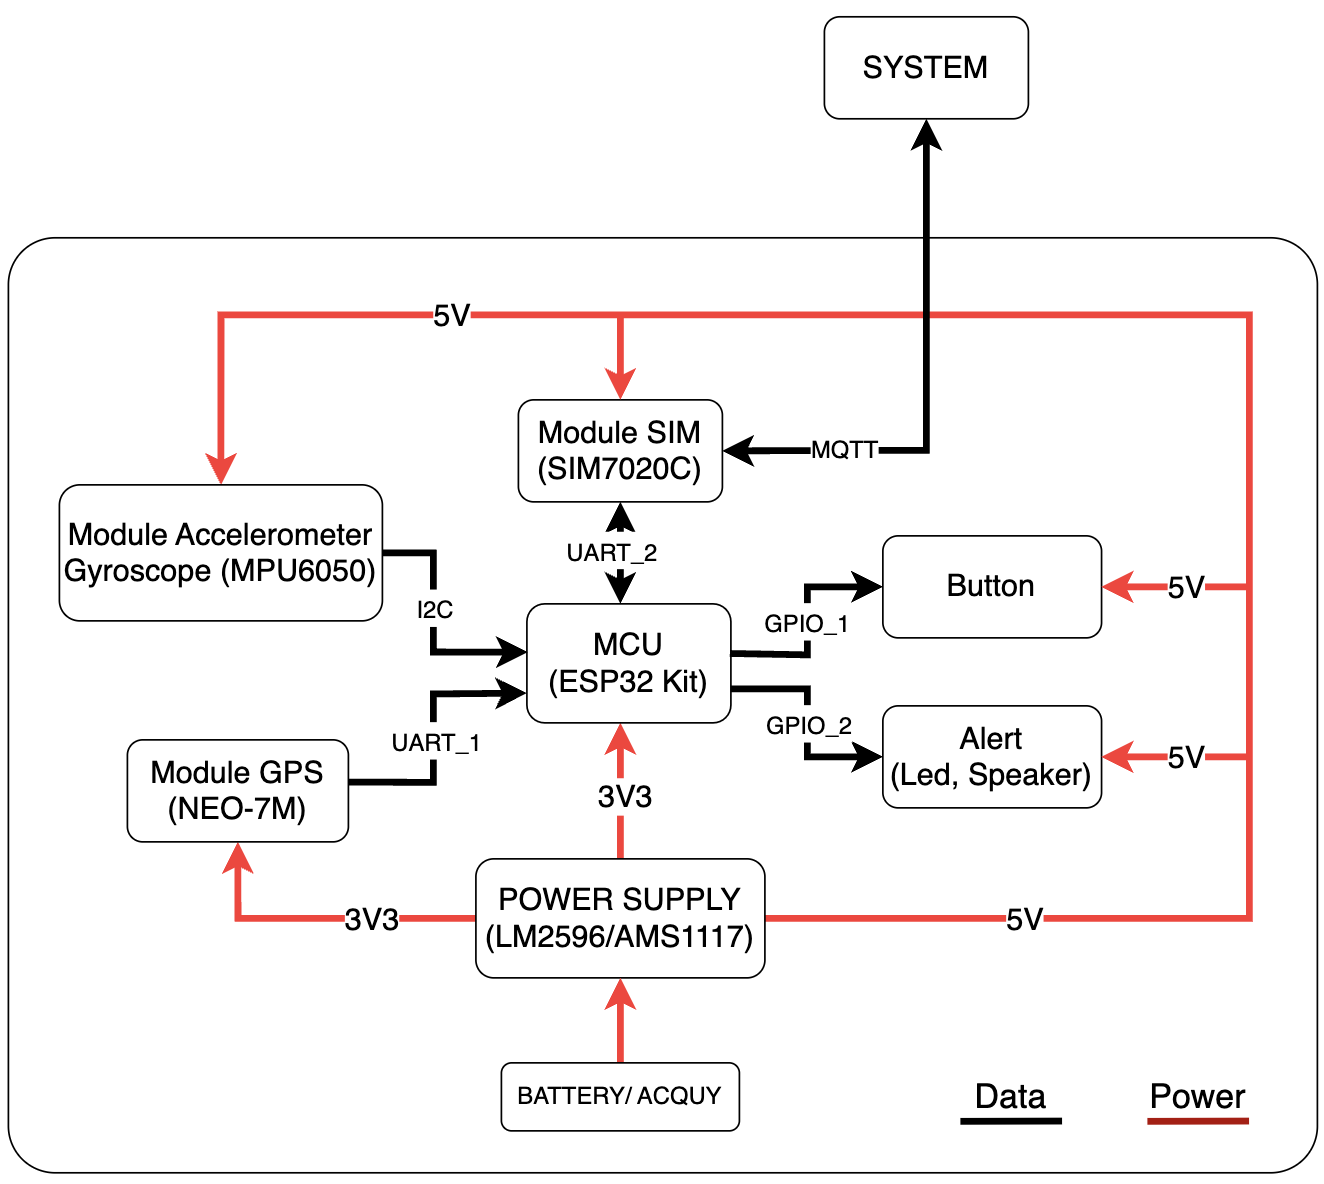 SYSTEM
5V
Module SIM
(SIM7020C)
MQTT
Module Accelerometer
Gyroscope (MPU6050)
I2C
UART_2
Button
5V
GPIO_1
MCU
(ESP32 Kit)
GPIO_2
Alert
(Led, Speaker)
5V
UART_1
Module GPS
(NEO-7M)
3V3
POWER SUPPLY
(LM2596/AMS1117)
3V3
5V
BATTERY/ ACQUY
Data
Power